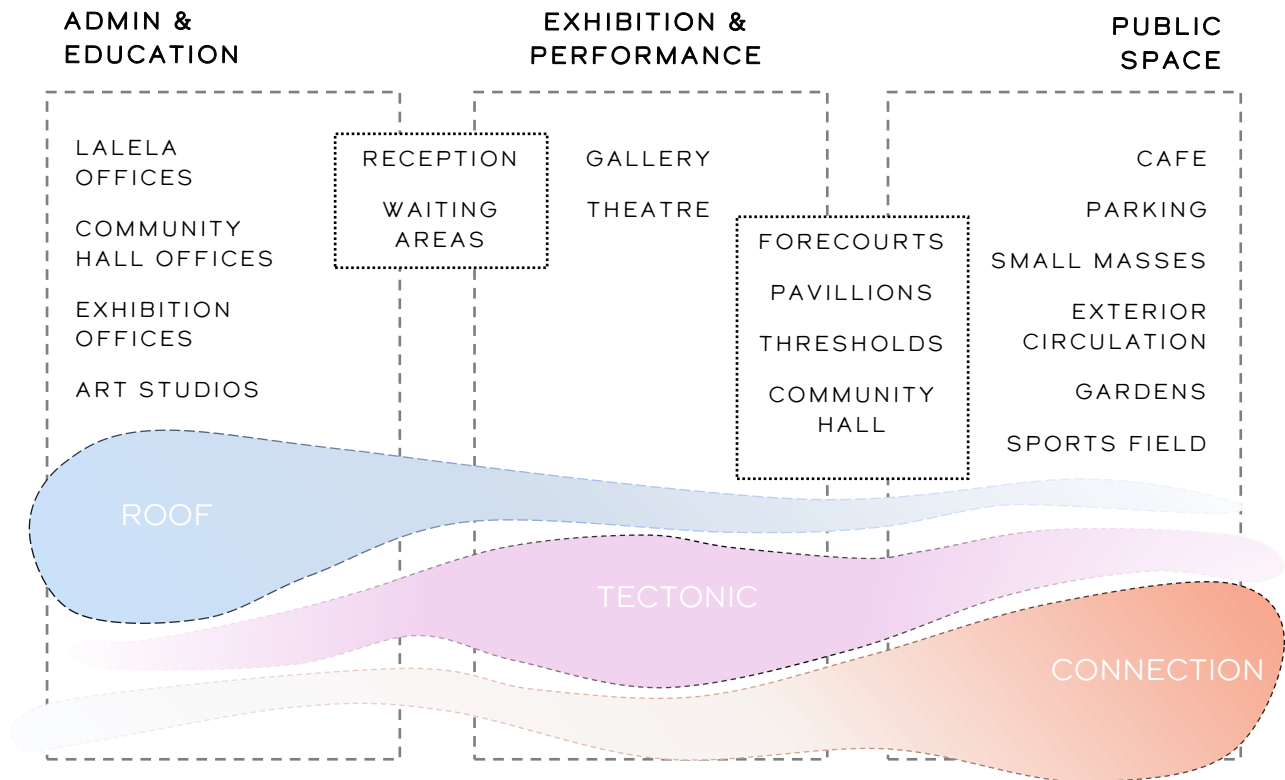 ADMIN &
EDUCATION
EXHIBITION &
PERFORMANCE
PUBLIC
SPACE
LALELA
OFFICES
COMMUNITY
HALL OFFICES
EXHIBITION
OFFICES
ART STUDIOS
RECEPTION
WAITING
AREAS
GALLERY
THEATRE
FORECOURTS
PAVILLIONS
THRESHOLDS
COMMUNITY
HALL
CAFE
PARKING
SMALL MASSES
EXTERIOR
CIRCULATION
GARDENS
SPORTS FIELD
ROOF
TECTONIC
CONNECTION